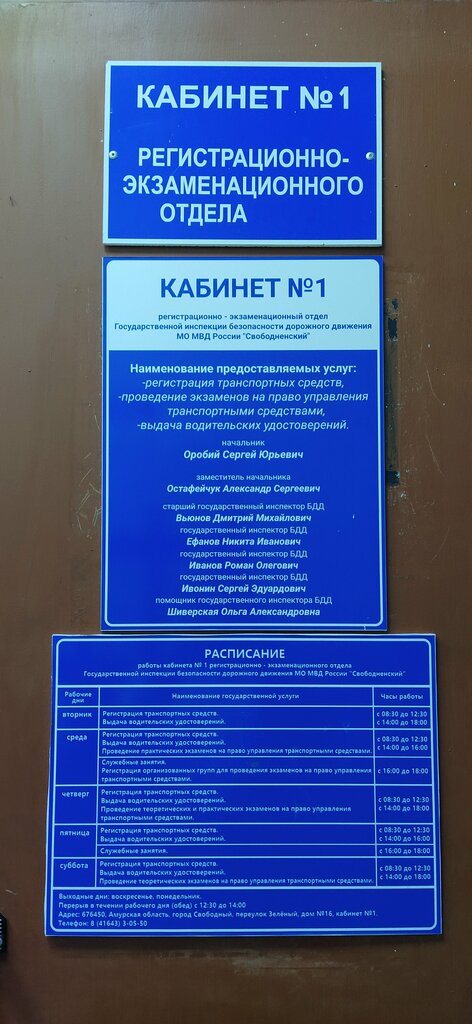 КАБИНЕТ №1
РЕГИСТРАЦИОННО-
ЭКЗАМЕНАЦИОННОГО
ОТДЕЛА
КАБИНЕТ №1
регистрационно - экзаменационный отдел
Государственной инспекции безопасности дорожного движения
МО МВД России "Свободненский"
Наименование предоставляемых услуг:
-регистрация транспортных средств,
-проведение экзаменов на право управления
транспортными средствами,
-выдача водительских удостоверений.
начальник
Оробий Сергей Юрьевич
заместитель начальника
Остафейчук Александр Сергеевич
старший государственный инспектор БДД
Вьюнов Дмитрий Михайлович
государственный инспектор БДД
Ефанов Никита Иванович
государственный инспектор БДД
Иванов Роман Олегович
государственный инспектор БДД
Ивонин Сергей Эдуардович
помощник государственного инспектора БДД
Шиверская Ольга Александровна
РАСПИСАНИЕ
работы кабинета № 1 регистрационно - экзаменационного отдела
Государственной инспекции безопасности дорожного движения МО МВД России "Свободненский"
Рабочие дни Наименование государственной услуги Часы работы
вторник Регистрация транспортных средств. с 08:30 до 12:30
Выдача водительских удостоверений. с 14:00 до 18:00
среда Регистрация транспортных средств.
Выдача водительских удостоверений. с 08:30 до 12:30
Проведение практических экзаменов на право управления транспортными средствами. с 14:00 до 16:00
Служебные занятия.
Регистрация организованных групп для проведения экзаменов на право управления с 16:00 до 18:00
транспортными средствами.
четверг Регистрация транспортных средств.
Выдача водительских удостоверений. с 08:30 до 12:30
Проведение теоретических и практических экзаменов на право управления с 14:00 до 18:00
транспортными средствами.
пятница Регистрация транспортных средств. с 08:30 до 12:30
Выдача водительских удостоверений. с 14:00 до 16:00
Служебные занятия. с 16:00 до 18:00
суббота Регистрация транспортных средств.
Выдача водительских удостоверений. с 08:30 до 12:30
Проведение теоретических экзаменов на право управления транспортными средствами. с 14:00 до 18:00
Выходные дни: воскресенье, понедельник.
Перерыв в течении рабочего дня (обед) с 12:30 до 14:00
Адрес: 676450, Амурская область, город Свободный, переулок Зелёный, дом №16, кабинет №1.
Телефон: 8 (41643) 3-05-50